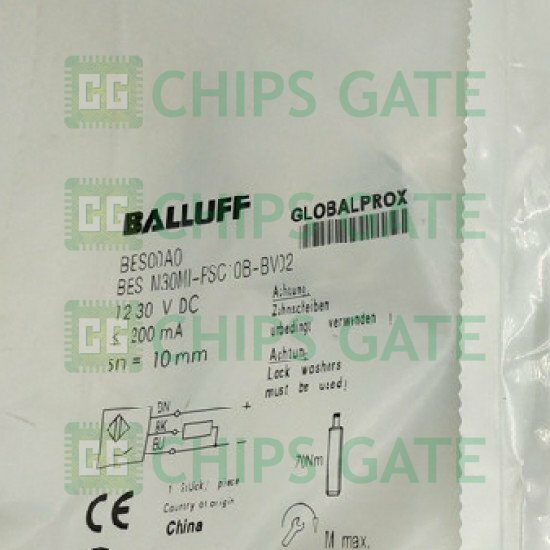 CHIPS GATE
CHIPS GATE
BALLUFF
GLOBALPROX
BES00A0
BES M30MI-PSC10B-BV02
12 30 V DC
≤ 200 mA
sn = 10 mm
Achtung,
Zahnscheiben
unbedingt verwenden !
Achtung,
Lock washers
must be used!
CHIPS GATE
BN
+
BK
BU
−
70Nm
CHIPS GATE
1 Stück/ piece
Country of origin
China
CE
M max.